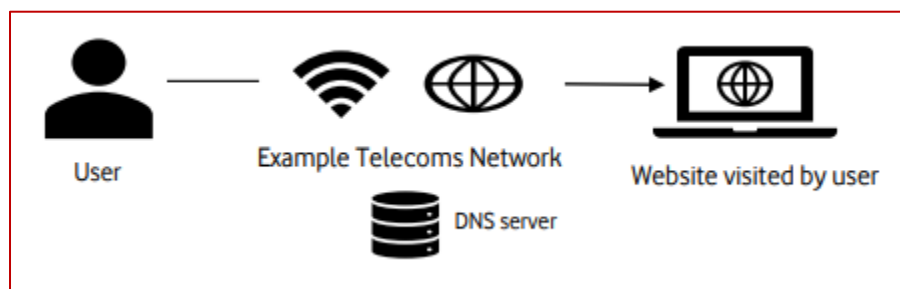 User
Example Telecoms Network
Website visited by user
DNS server